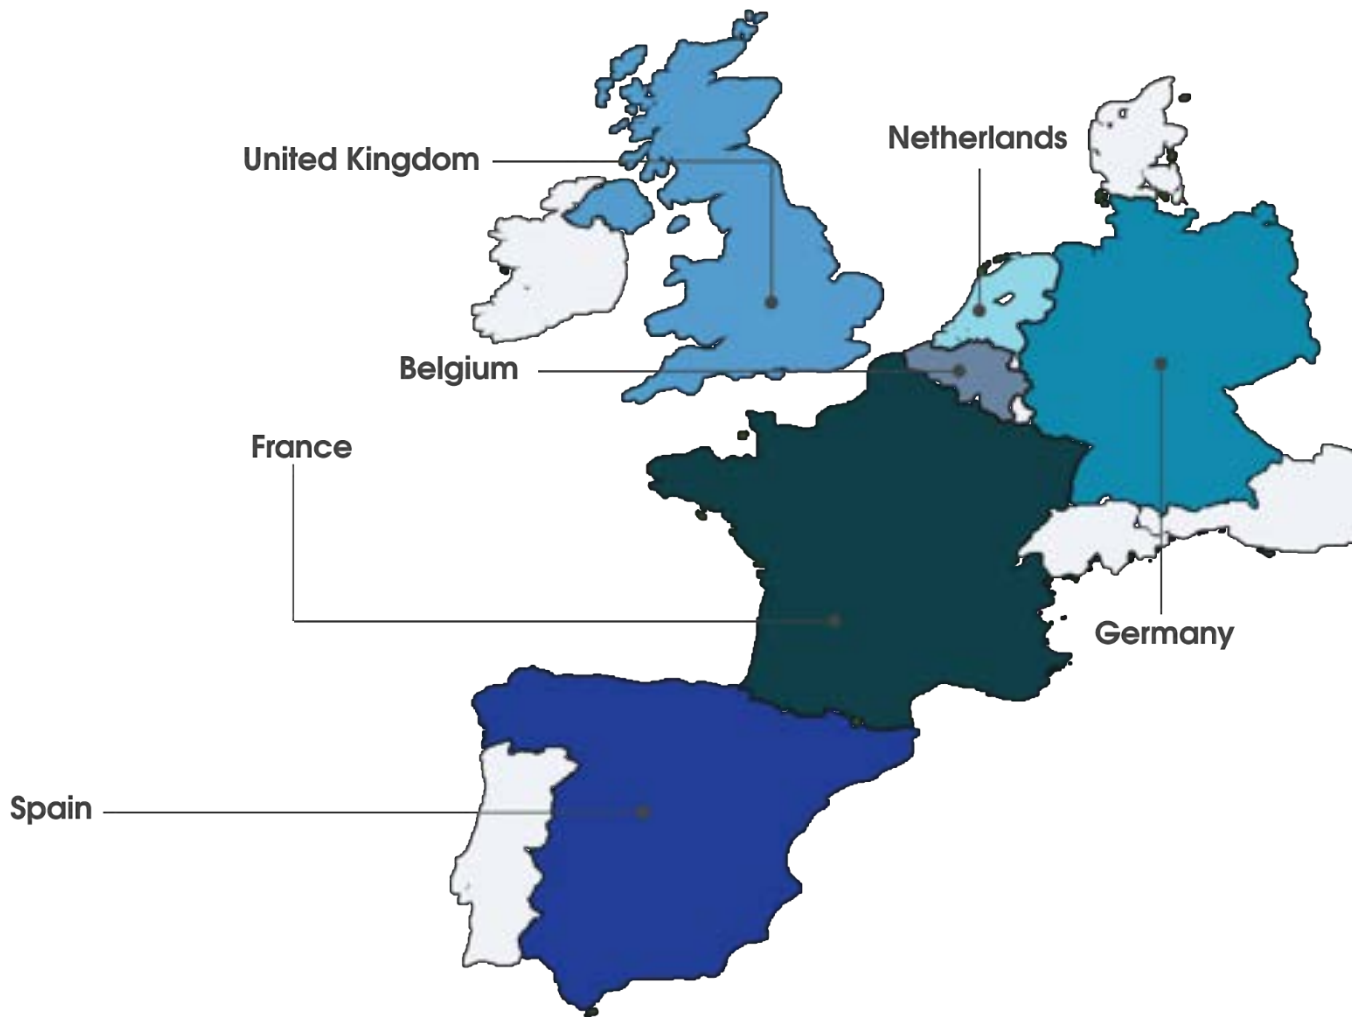 Netherlands
United Kingdom
Belgium
France
Germany
Spain